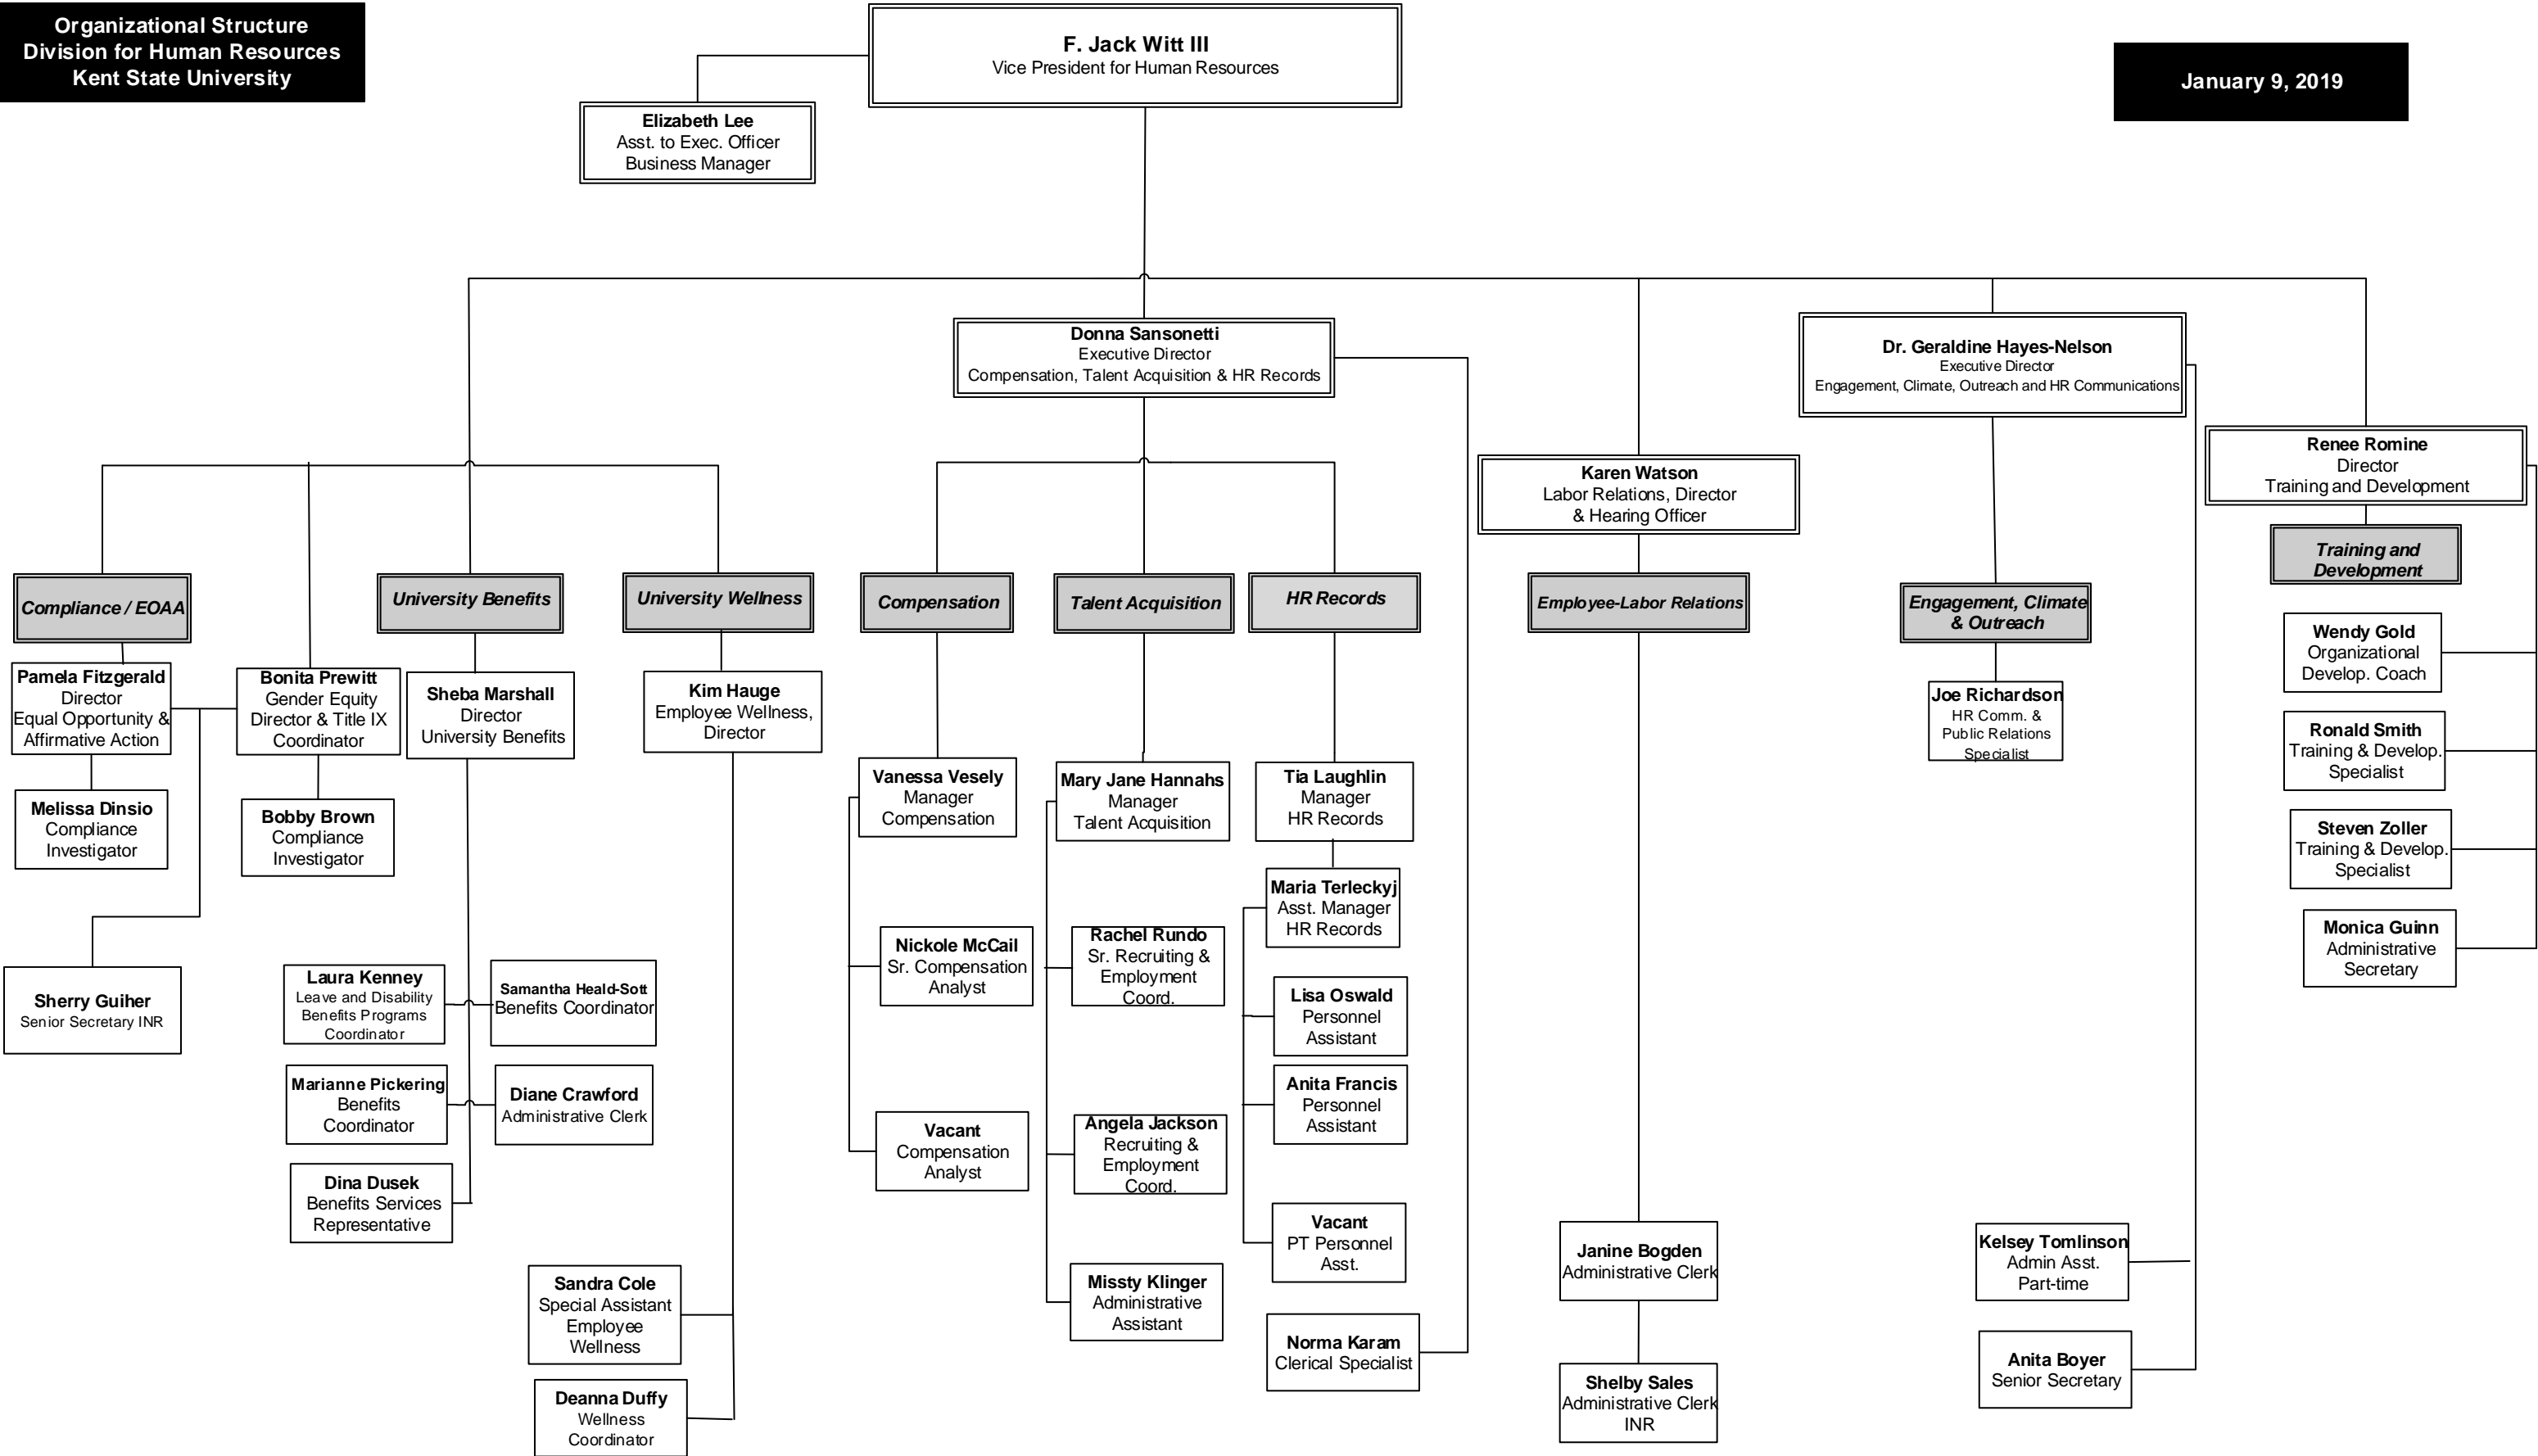 Organizational Structure
Division for Human Resources
Kent State University
F. Jack Witt III
Vice President for Human Resources
January 9, 2019
Elizabeth Lee
Asst. to Exec. Officer
Business Manager
Donna Sansonetti
Executive Director
Compensation, Talent Acquisition & HR Records
Dr. Geraldine Hayes-Nelson
Executive Director
Engagement, Climate, Outreach and HR Communications
Karen Watson
Labor Relations, Director
& Hearing Officer
Renee Romine
Director
Training and Development
Compliance / EOAA
University Benefits
University Wellness
Compensation
Talent Acquisition
HR Records
Employee-Labor Relations
Engagement, Climate
& Outreach
Training and
Development
Pamela Fitzgerald
Director
Equal Opportunity &
Affirmative Action
Bonita Prewitt
Gender Equity
Director & Title IX
Coordinator
Sheba Marshall
Director
University Benefits
Kim Hauge
Employee Wellness,
Director
Melissa Dinsio
Compliance
Investigator
Bobby Brown
Compliance
Investigator
Sherry Guiher
Senior Secretary INR
Laura Kenney
Leave and Disability
Benefits Programs
Coordinator
Samantha Heald-Sott
Benefits Coordinator
Marianne Pickering
Benefits
Coordinator
Diane Crawford
Administrative Clerk
Dina Dusek
Benefits Services
Representative
Sandra Cole
Special Assistant
Employee
Wellness
Deanna Duffy
Wellness
Coordinator
Vanessa Vesely
Manager
Compensation
Nickole McCail
Sr. Compensation
Analyst
Vacant
Compensation
Analyst
Mary Jane Hannahs
Manager
Talent Acquisition
Rachel Rundo
Sr. Recruiting &
Employment
Coord.
Angela Jackson
Recruiting &
Employment
Coord.
Missty Klinger
Administrative
Assistant
Tia Laughlin
Manager
HR Records
Maria Terleckyj
Asst. Manager
HR Records
Lisa Oswald
Personnel
Assistant
Anita Francis
Personnel
Assistant
Vacant
PT Personnel
Asst.
Norma Karam
Clerical Specialist
Janine Bogden
Administrative Clerk
Shelby Sales
Administrative Clerk
INR
Joe Richardson
HR Comm. &
Public Relations
Specialist
Kelsey Tomlinson
Admin Asst.
Part-time
Anita Boyer
Senior Secretary
Wendy Gold
Organizational
Develop. Coach
Ronald Smith
Training & Develop.
Specialist
Steven Zoller
Training & Develop.
Specialist
Monica Guinn
Administrative
Secretary